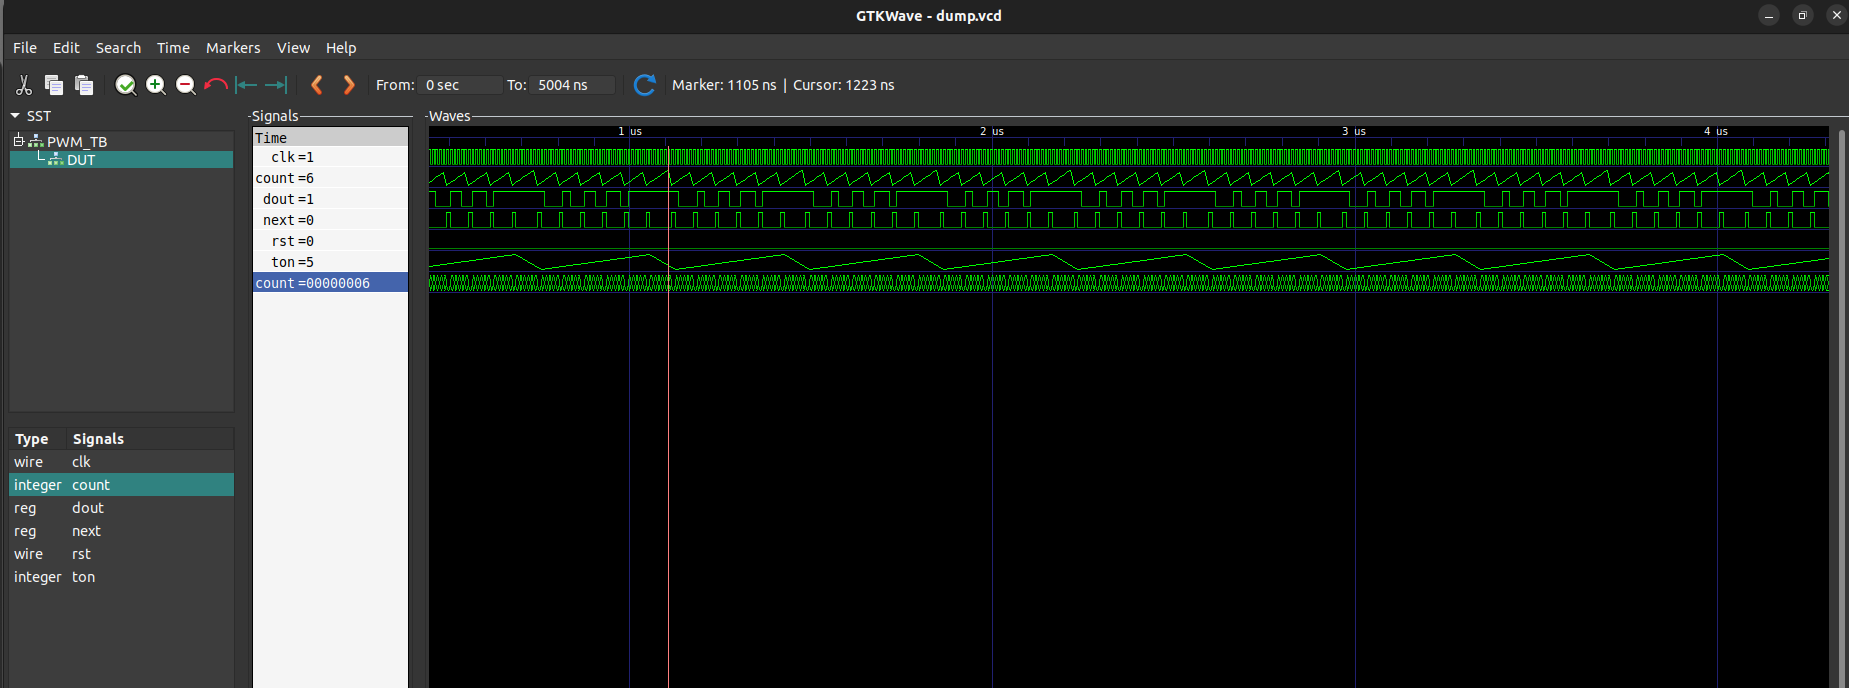 GTKWave - dump.vcd
File Edit Search Time Markers View Help
From: 0 sec To: 5004 ns Marker: 1105 ns | Cursor: 1223 ns
SST
PWM_TB
DUT
Type Signals
wire clk
integer count
reg dout
reg next
wire rst
integer ton
Signals
Time
clk =1
count =6
dout =1
next =0
rst =0
ton =5
count =00000006
Waves
1 us 2 us 3 us 4 us